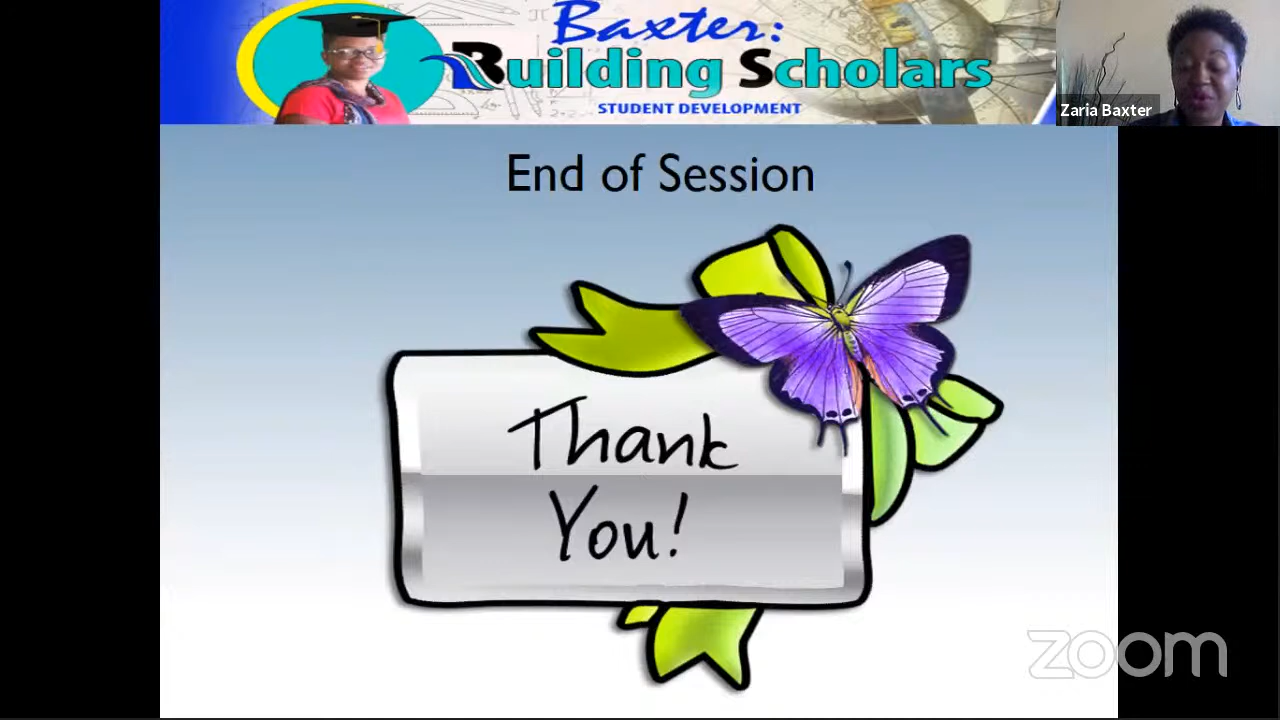 Baxter:
Building Scholars
STUDENT DEVELOPMENT
Zaria Baxter
End of Session
Thank
You!
zoom